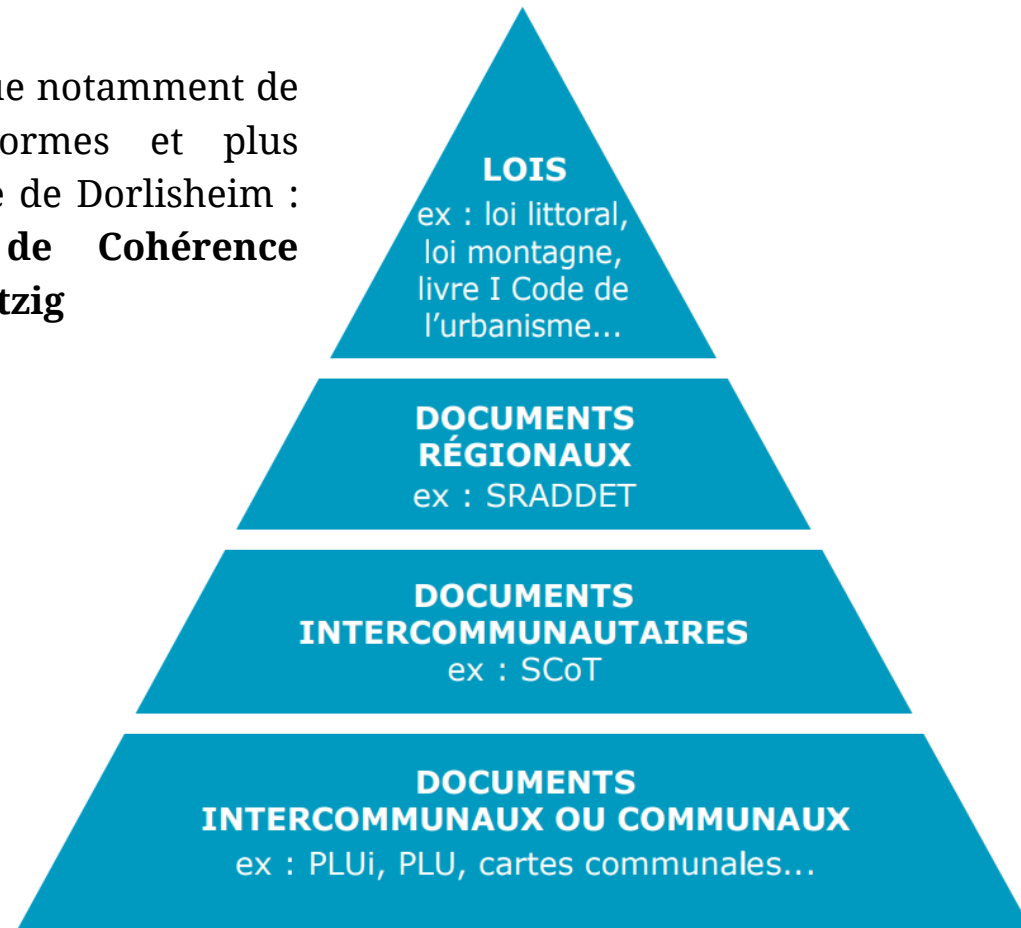 ue notamment de
ormes et plus
e de Dorlisheim :
de Cohérence
tzig
LOIS
ex : loi littoral,
loi montagne,
livre I Code de
l’urbanisme...
DOCUMENTS
RÉGIONAUX
ex : SRADDET
DOCUMENTS
INTERCOMMUNAUTAIRES
ex : SCoT
DOCUMENTS
INTERCOMMUNAUX OU COMMUNAUX
ex : PLUi, PLU, cartes communales...